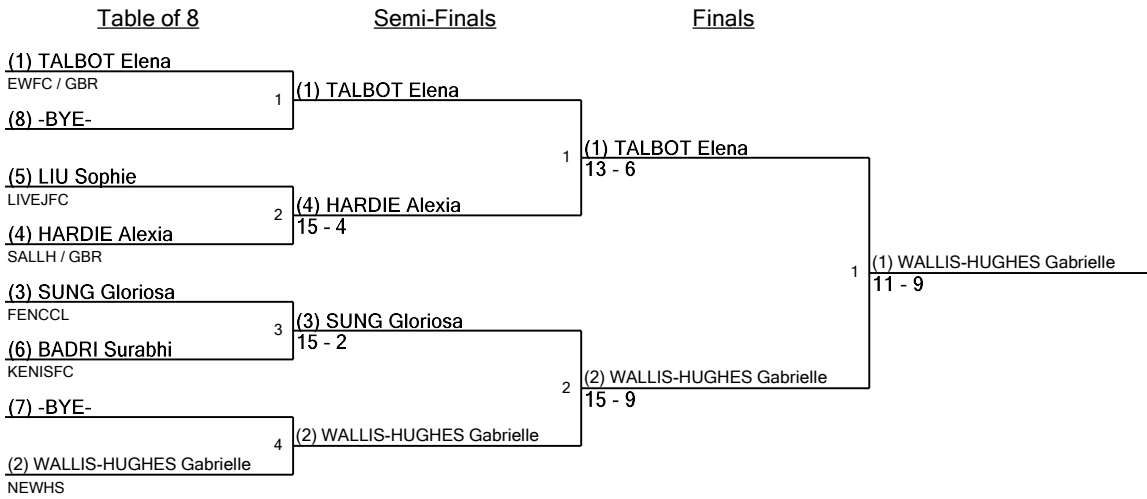 Table of 8
Semi-Finals
Finals
(1) TALBOT Elena
EWFC / GBR
(8) -BYE-
(5) LIU Sophie
LIVEJFC
(4) HARDIE Alexia
SALLH / GBR
(3) SUNG Gloriosa
FENCCL
(6) BADRI Surabhi
KENISFC
(7) -BYE-
(2) WALLIS-HUGHES Gabrielle
NEWHS
1
(1) TALBOT Elena
2
(4) HARDIE Alexia
15 - 4
3
(3) SUNG Gloriosa
15 - 2
4
(2) WALLIS-HUGHES Gabrielle
1
(1) TALBOT Elena
13 - 6
2
(2) WALLIS-HUGHES Gabrielle
15 - 9
1
(1) WALLIS-HUGHES Gabrielle
11 - 9